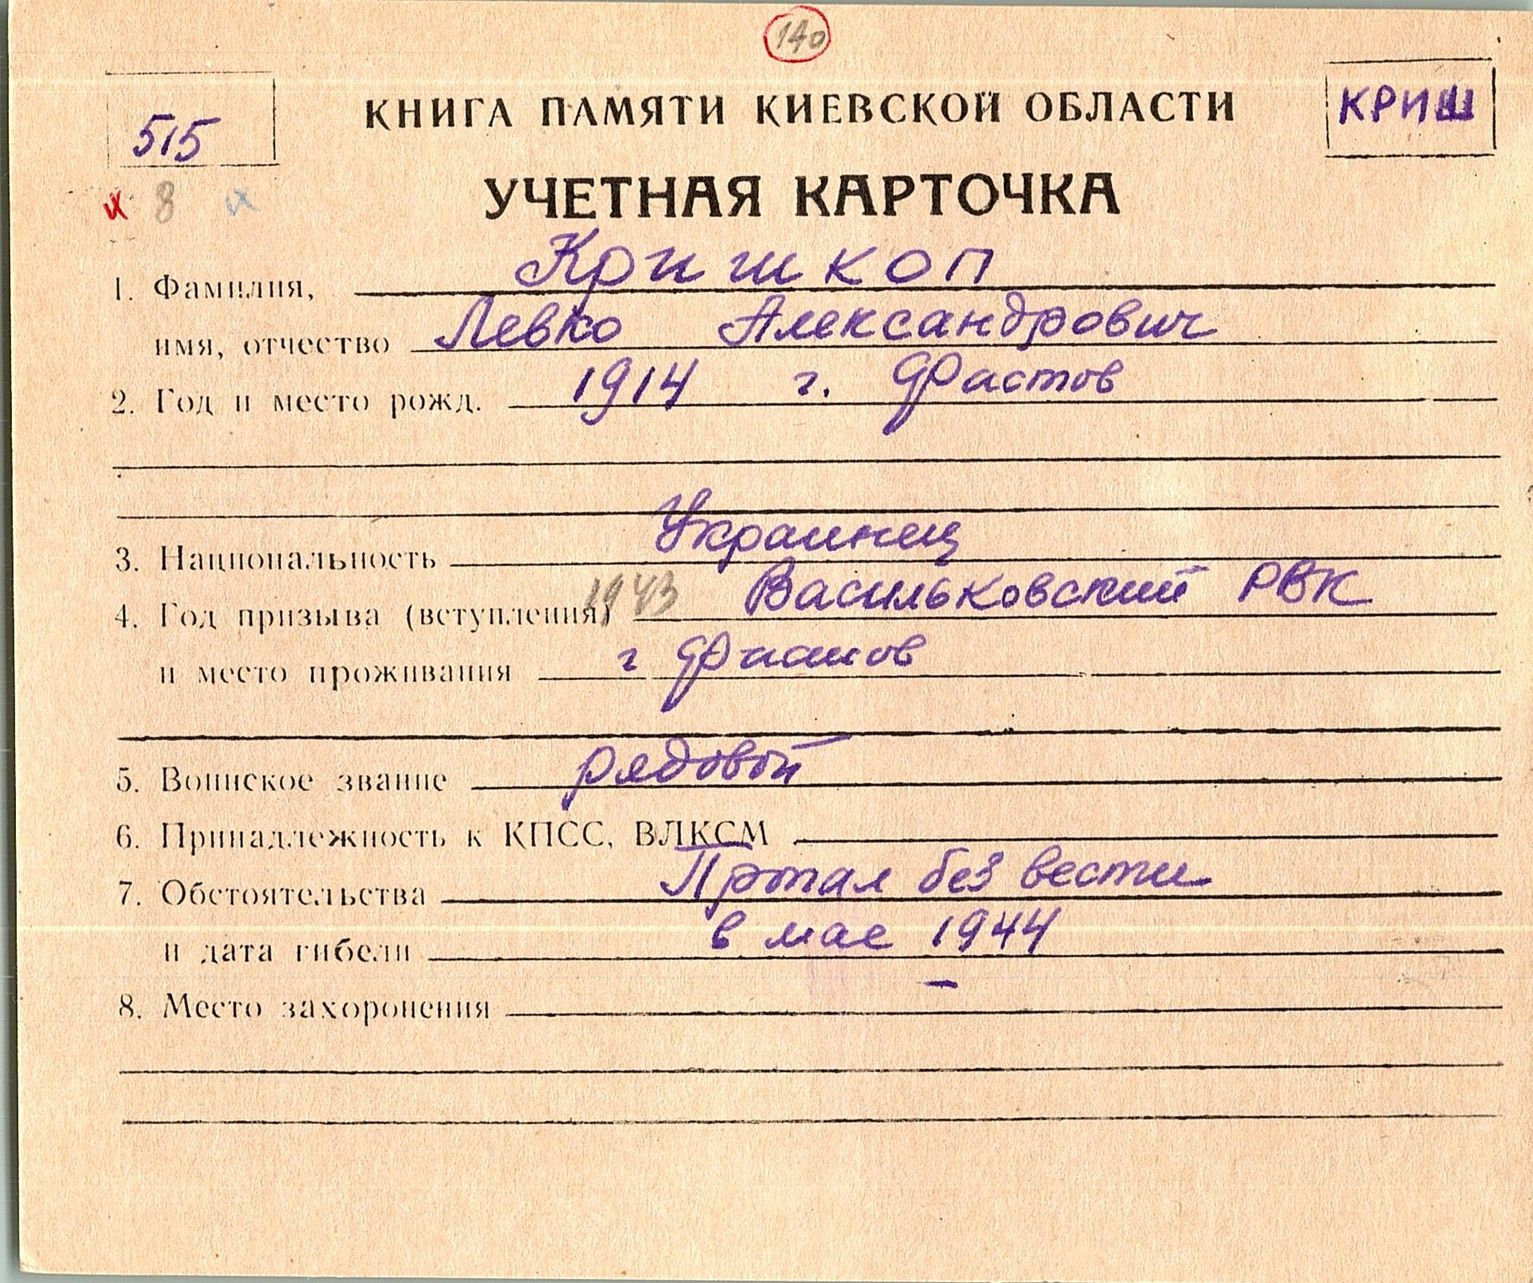 140
515
КНИГА ПАМЯТИ КИЕВСКОЙ ОБЛАСТИ
КРИШ
8
УЧЕТНАЯ КАРТОЧКА
1. Фамилия, Кришкоп
имя, отчество Левко Александрович
2. Год и место рожд. 1914 г. Фастов
3. Национальность Украинец
4. Год призыва (вступления) 1943 Васильковский РВК
и место проживания г Фастов
5. Воинское звание рядовой
6. Принадлежность к КПСС, ВЛКСМ
7. Обстоятельства Пропал без вести
и дата гибели в мае 1944
8. Место захоронения